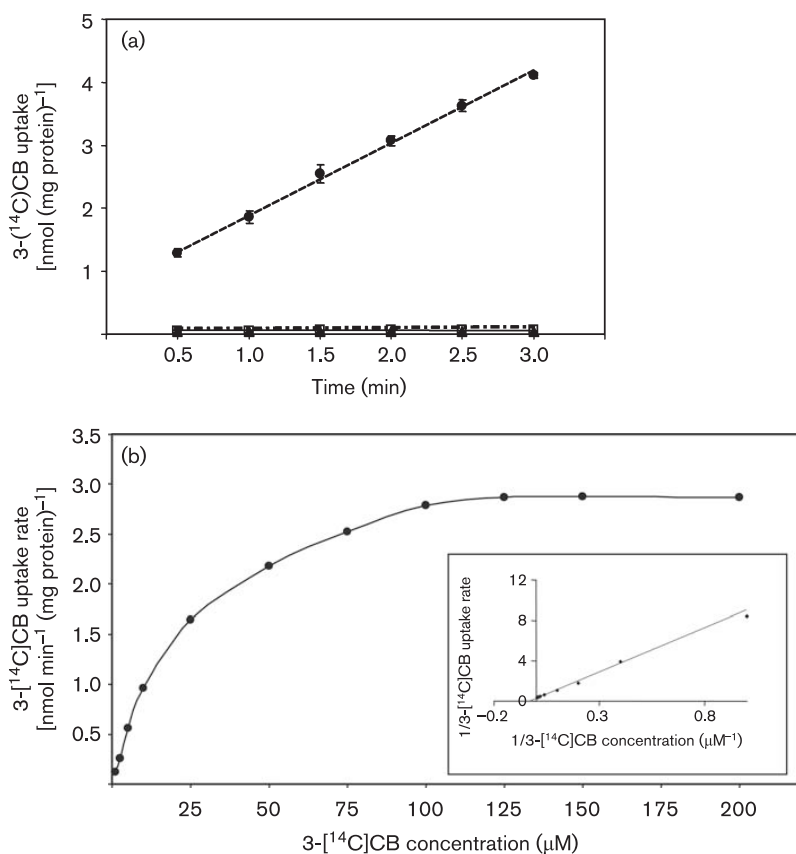 (a)
3-(¹⁴C)CB uptake
[nmol (mg protein)⁻¹]
5
4
3
2
1
0.5 1.0 1.5 2.0 2.5 3.0
Time (min)
(b)
3-[¹⁴C]CB uptake rate
[nmol min⁻¹ (mg protein)⁻¹]
3.5
3.0
2.5
2.0
1.5
1.0
0.5
25 50 75 100 125 150 175 200
3-[¹⁴C]CB concentration (μM)
1/3-[¹⁴C]CB uptake rate
12
8
4
0
−0.2 0.3 0.8
1/3-[¹⁴C]CB concentration (μM⁻¹)